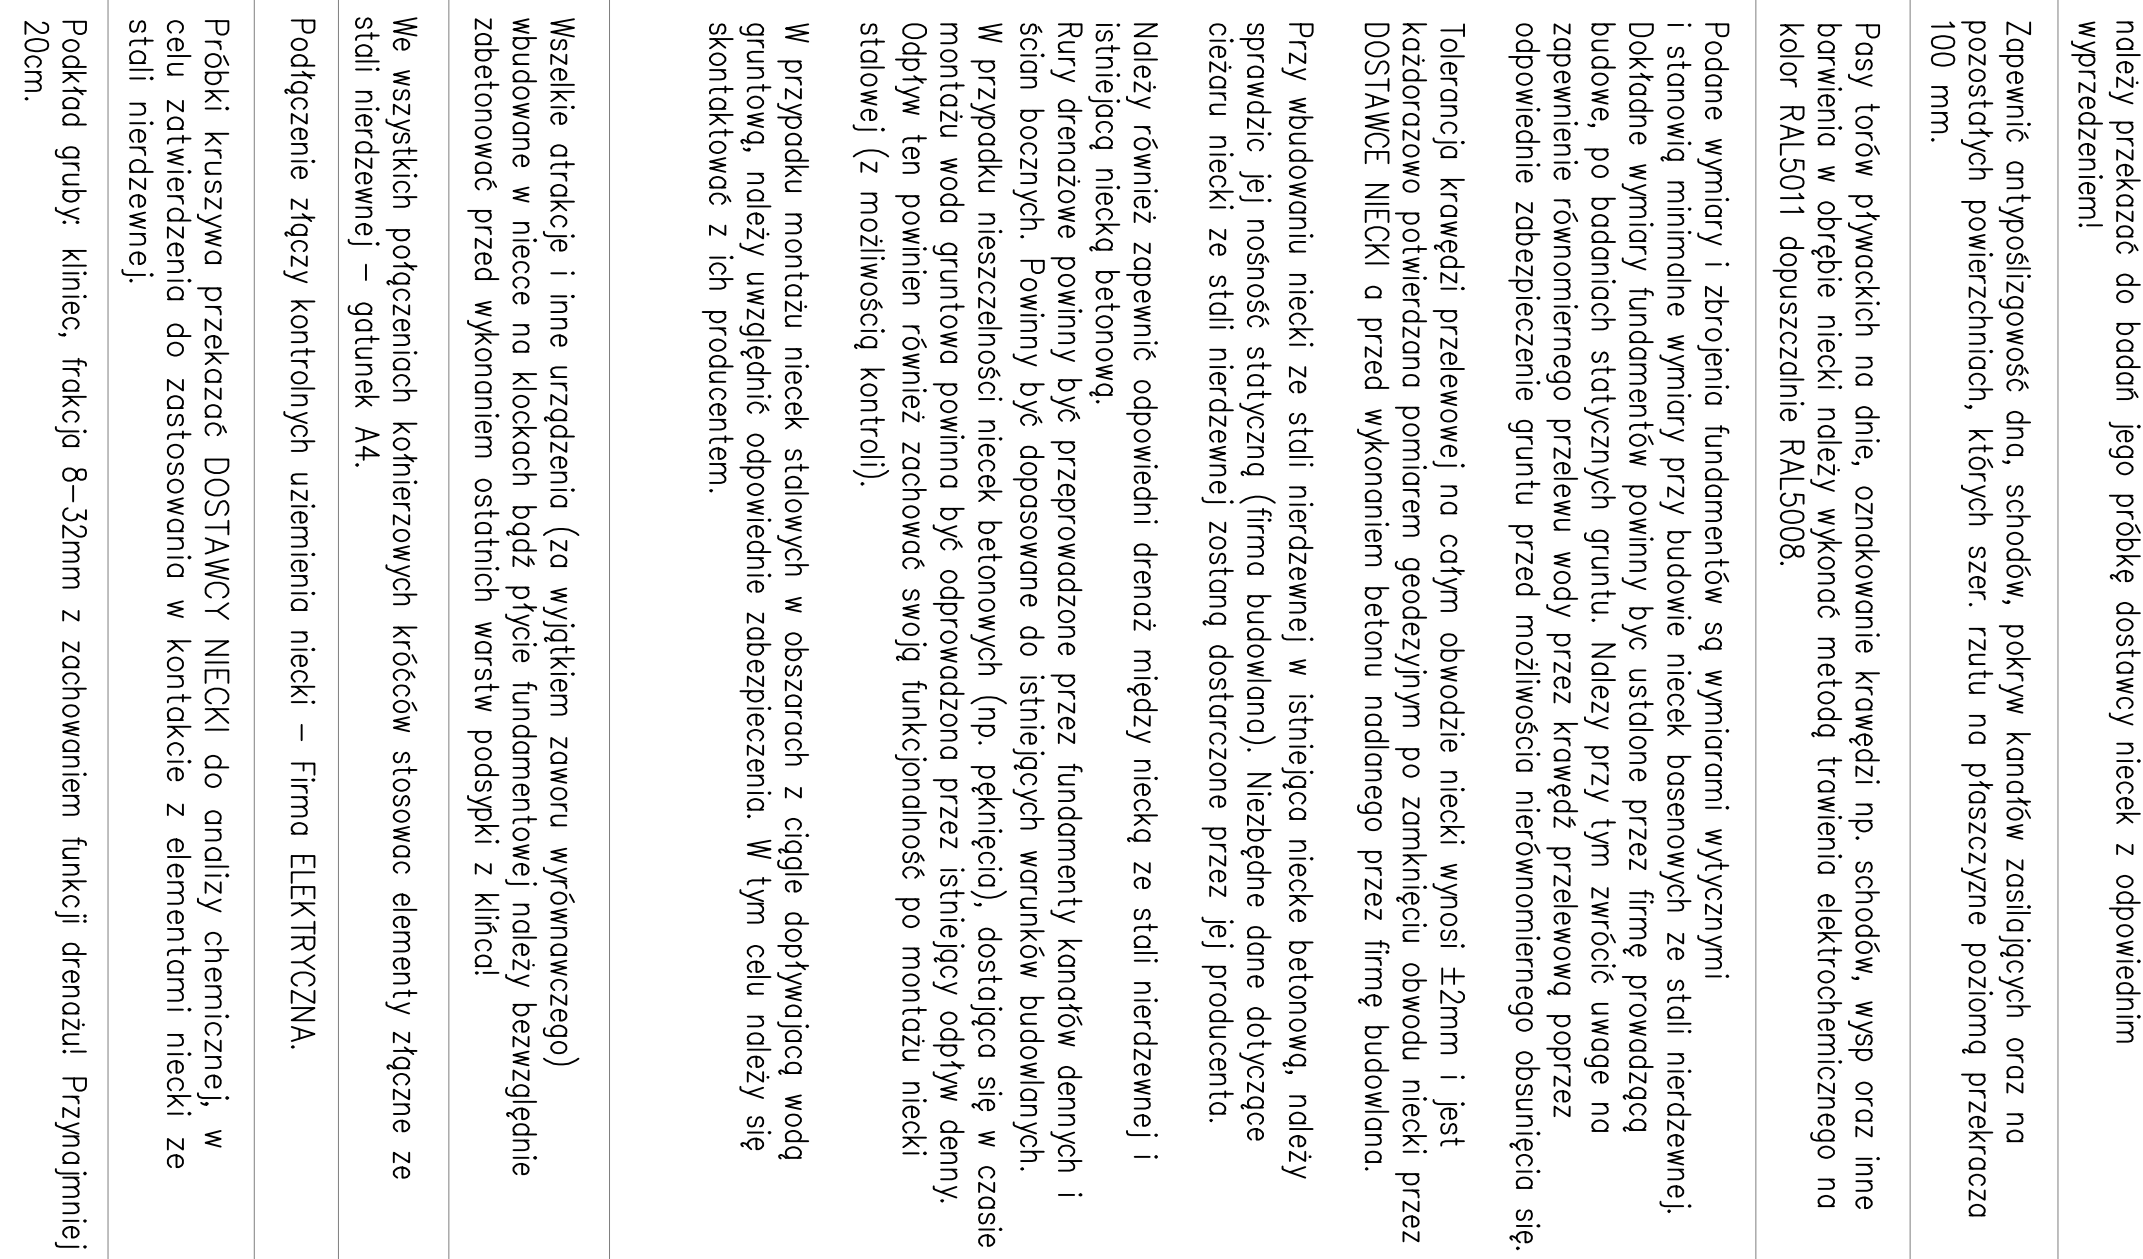 należy przekazać do badań jego próbkę dostawcy niecek z odpowiednim
wyprzedzeniem!
Zapewnić antypoślizgowość dna, schodów, pokryw kanałów zasilających oraz na
pozostałych powierzchniach, których szer. rzutu na płaszczyzne poziomą przekracza
100 mm.
Pasy torów pływackich na dnie, oznakowanie krawędzi np. schodów, wysp oraz inne
barwienia w obrębie niecki należy wykonać metodą trawienia elektrochemicznego na
kolor RAL5011 dopuszczalnie RAL5008.
Podane wymiary i zbrojenia fundamentów są wymiarami wytycznymi
i stanowią minimalne wymiary przy budowie niecek basenowych ze stali nierdzewnej.
Dokładne wymiary fundamentów powinny byc ustalone przez firmę prowadzącą
budowe, po badaniach statycznych gruntu. Nalezy przy tym zwrócić uwage na
zapewnienie równomiernego przelewu wody przez krawędź przelewową poprzez
odpowiednie zabezpieczenie gruntu przed możliwościa nierównomiernego obsunięcia się.
Tolerancja krawędzi przelewowej na całym obwodzie niecki wynosi ±2mm i jest
każdorazowo potwierdzana pomiarem geodezyjnym po zamknięciu obwodu niecki przez
DOSTAWCE NIECKI a przed wykonaniem betonu nadlanego przez firmę budowlana.
Przy wbudowaniu niecki ze stali nierdzewnej w istniejąca niecke betonową, należy
sprawdzic jej nośność statyczną (firma budowlana). Niezbędne dane dotyczące
cieżaru niecki ze stali nierdzewnej zostaną dostarczone przez jej producenta.
Należy również zapewnić odpowiedni drenaż między niecką ze stali nierdzewnej i
istniejacą niecką betonową.
Rury drenażowe powinny być przeprowadzone przez fundamenty kanałów dennych i
ścian bocznych. Powinny być dopasowane do istniejących warunków budowlanych.
W przypadku nieszczelności niecek betonowych (np. pęknięcia), dostająca się w czasie
montażu woda gruntowa powinna być odprowadzona przez istniejący odpływ denny.
Odpływ ten powinien również zachować swoją funkcjonalność po montażu niecki
stalowej (z możliwością kontroli).
W przypadku montażu niecek stalowych w obszarach z ciągle dopływajacą wodą
gruntową, należy uwzględnić odpowiednie zabezpieczenia. W tym celu należy się
skontaktować z ich producentem.
Wszelkie atrakcje i inne urządzenia (za wyjątkiem zaworu wyrównawczego)
wbudowane w niecce na klockach bądź płycie fundamentowej należy bezwzględnie
zabetonować przed wykonaniem ostatnich warstw podsypki z klińca!
We wszystkich połączeniach kołnierzowych króćców stosowac elementy złączne ze
stali nierdzewnej – gatunek A4.
Podłączenie złączy kontrolnych uziemienia niecki – Firma ELEKTRYCZNA.
Próbki kruszywa przekazać DOSTAWCY NIECKI do analizy chemicznej, w
celu zatwierdzenia do zastosowania w kontakcie z elementami niecki ze
stali nierdzewnej.
Podkład gruby: kliniec, frakcja 8–32mm z zachowaniem funkcji drenażu! Przynajmniej
20cm.